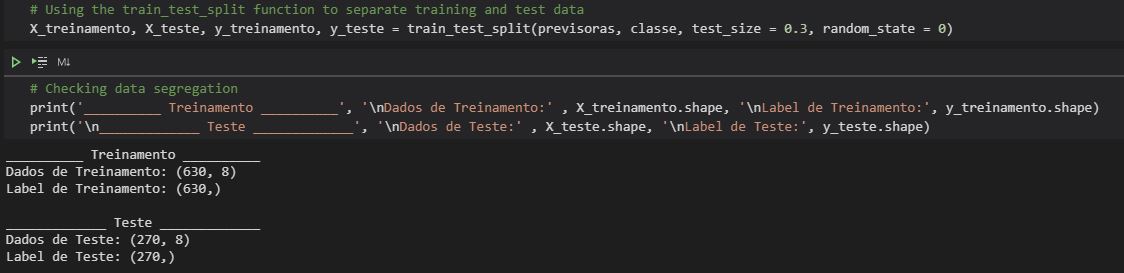 # Using the train_test_split function to separate training and test data
X_treinamento, X_teste, y_treinamento, y_teste = train_test_split(previsoras, classe, test_size = 0.3, random_state = 0)
M↓
# Checking data segregation
print('__________ Treinamento __________', '\nDados de Treinamento:' , X_treinamento.shape, '\nLabel de Treinamento:', y_treinamento.shape)
print('\n_____________ Teste _____________', '\nDados de Teste:' , X_teste.shape, '\nLabel de Teste:', y_teste.shape)
__________ Treinamento __________
Dados de Treinamento: (630, 8)
Label de Treinamento: (630,)
_____________ Teste _____________
Dados de Teste: (270, 8)
Label de Teste: (270,)